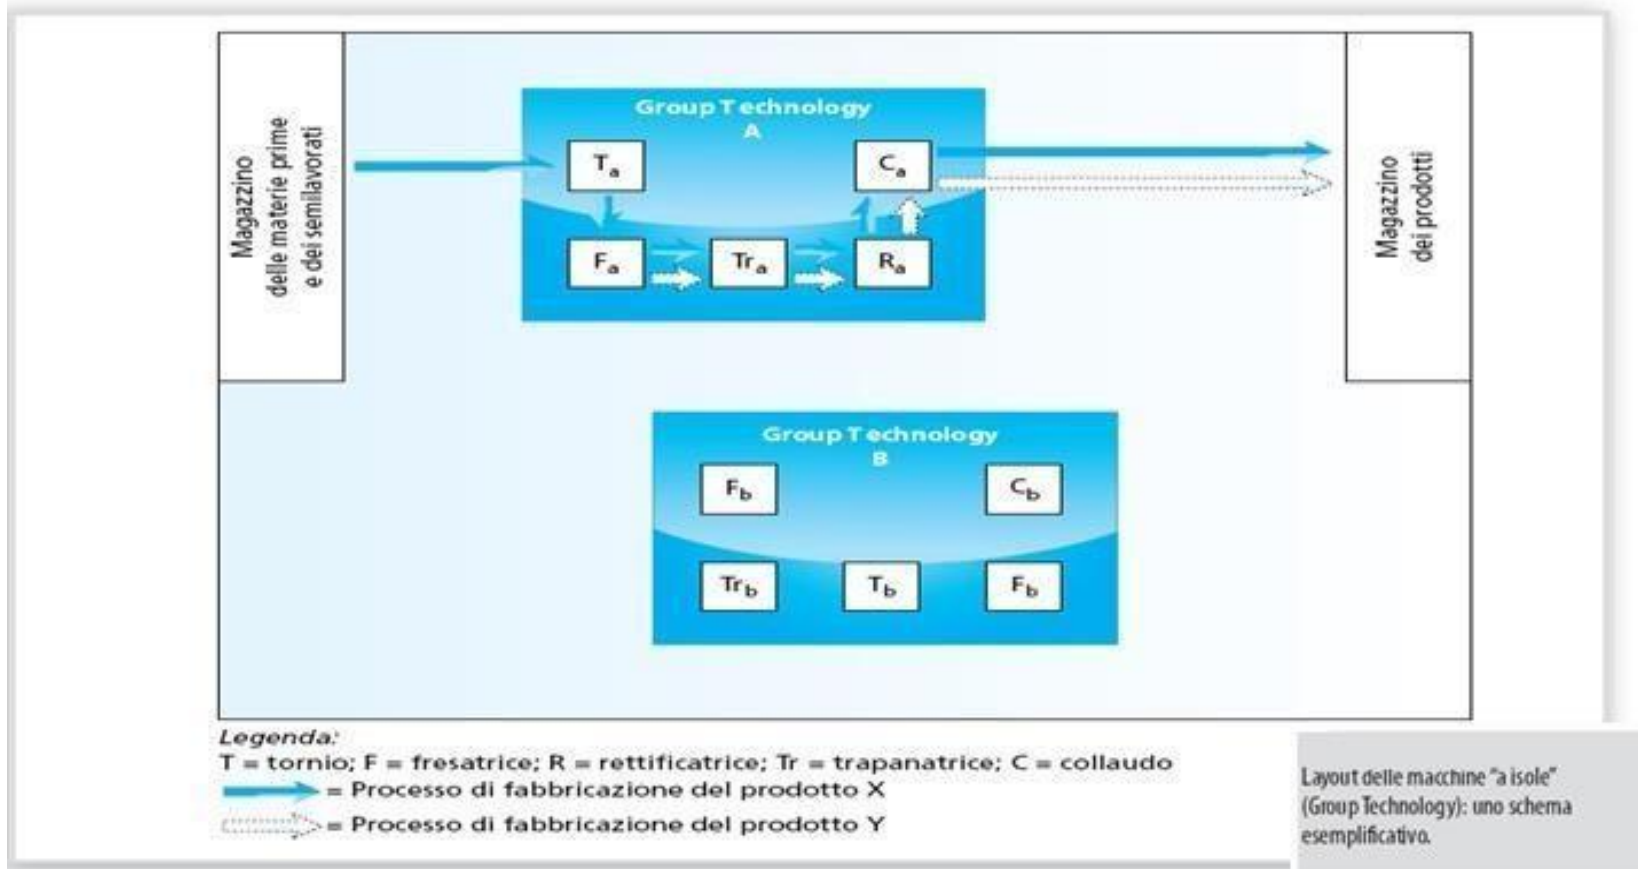 Magazzino
delle materie prime
e dei semilavorati
Group Technology
A
Ta
Ca
Fa
Tra
Ra
Magazzino
dei prodotti
Group Technology
B
Fb
Cb
Trb
Tb
Fb
Legenda:
T = tornio; F = fresatrice; R = rettificatrice; Tr = trapanatrice; C = collaudo
= Processo di fabbricazione del prodotto X
= Processo di fabbricazione del prodotto Y
Layout delle macchine “a isole”
(Group Technology): uno schema
esemplificativo.